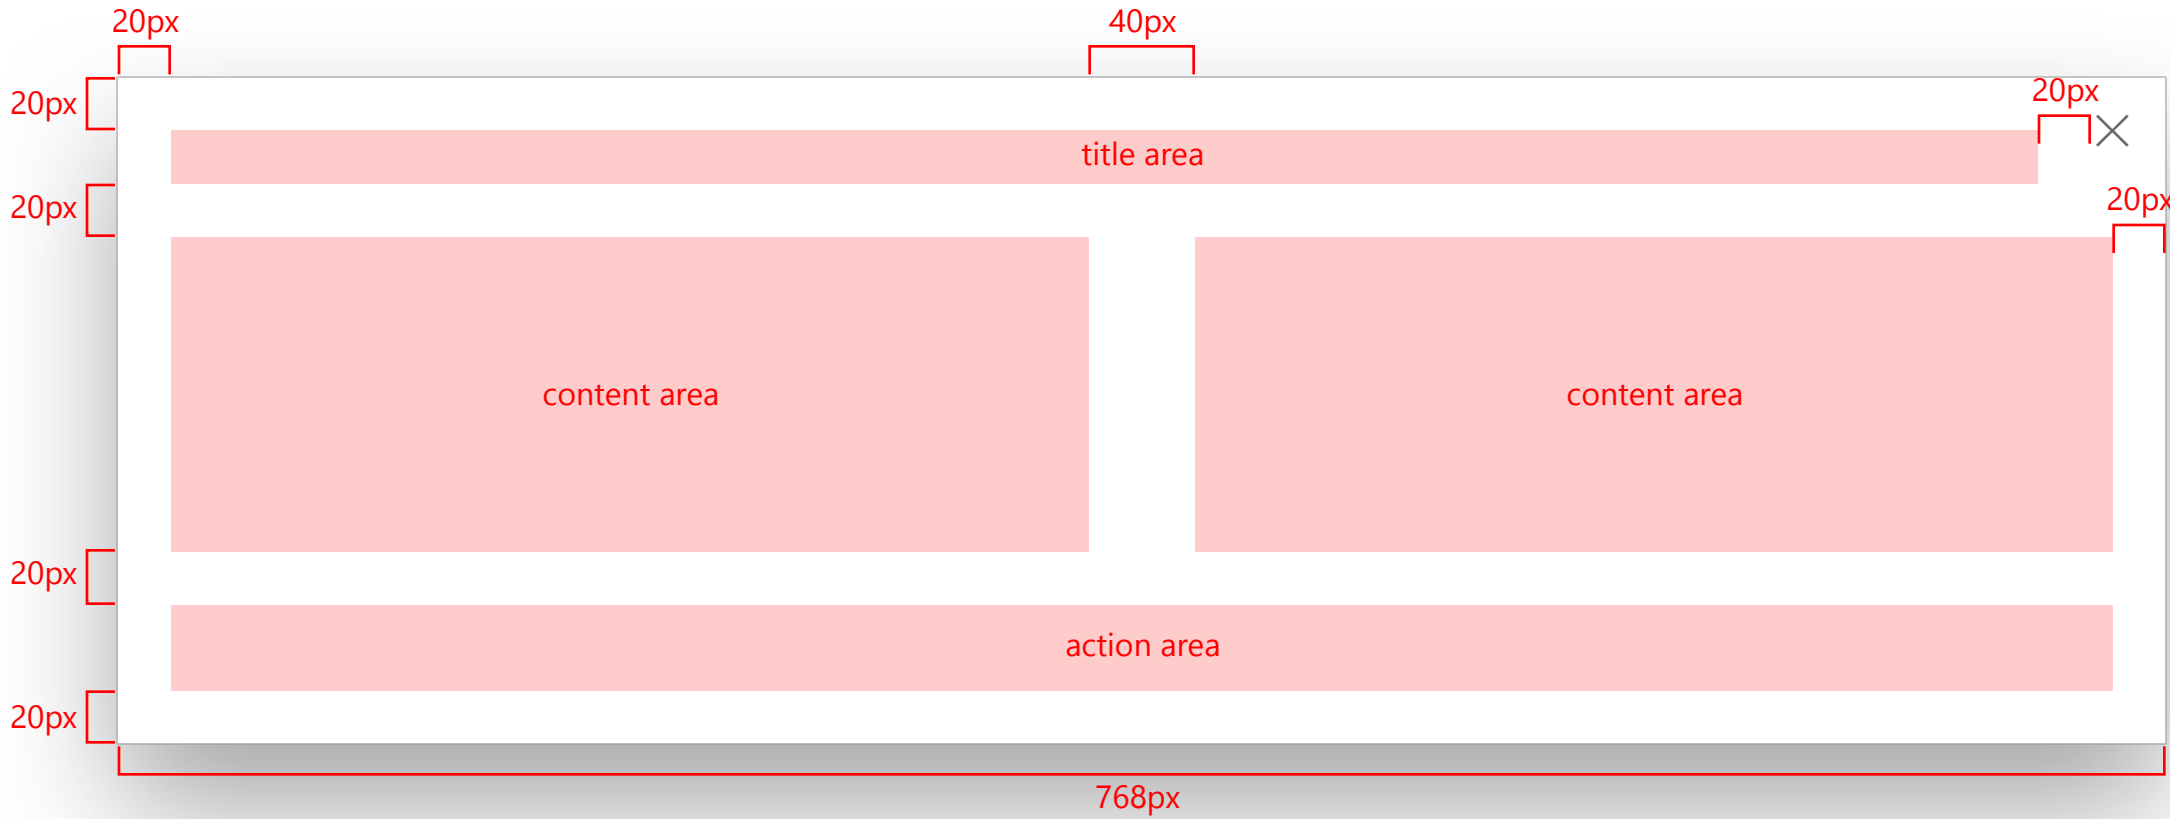 20px
40px
20px
20px
title area
20px
20px
content area
content area
20px
action area
20px
768px